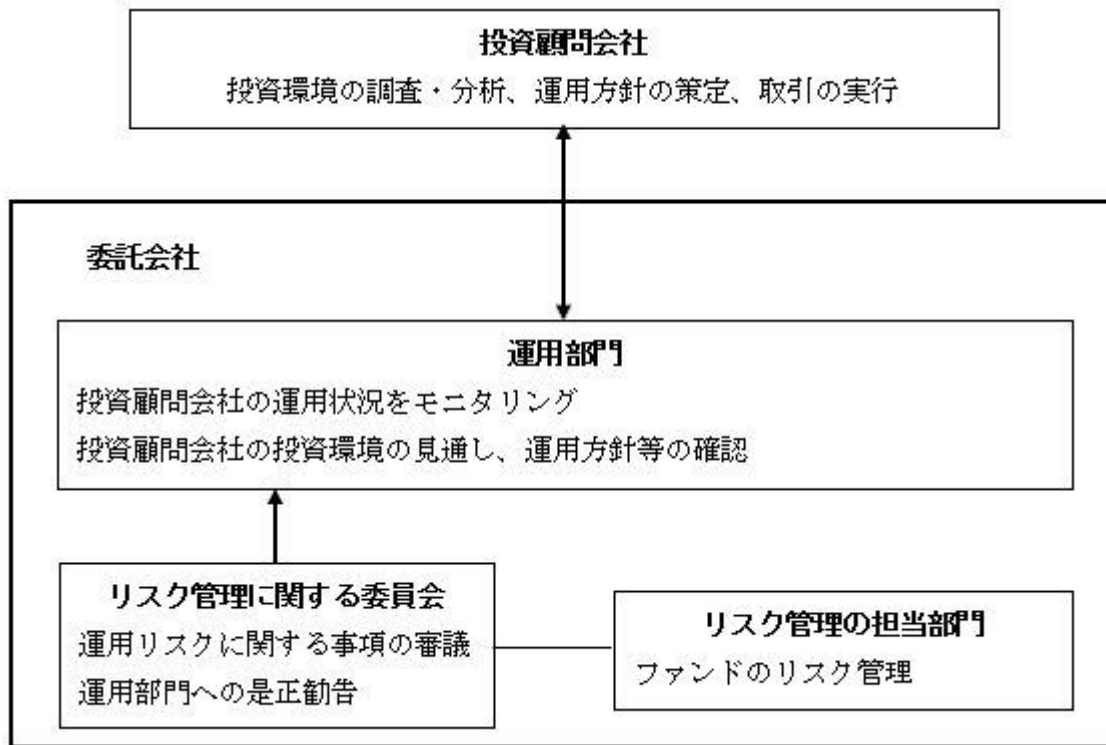 投資顧問会社
投資環境の調査・分析、運用方針の策定、取引の実行
委託会社
運用部門
投資顧問会社の運用状況をモニタリング
投資顧問会社の投資環境の見通し、運用方針等の確認
リスク管理に関する委員会
運用リスクに関する事項の審議
運用部門への是正勧告
リスク管理の担当部門
ファンドのリスク管理